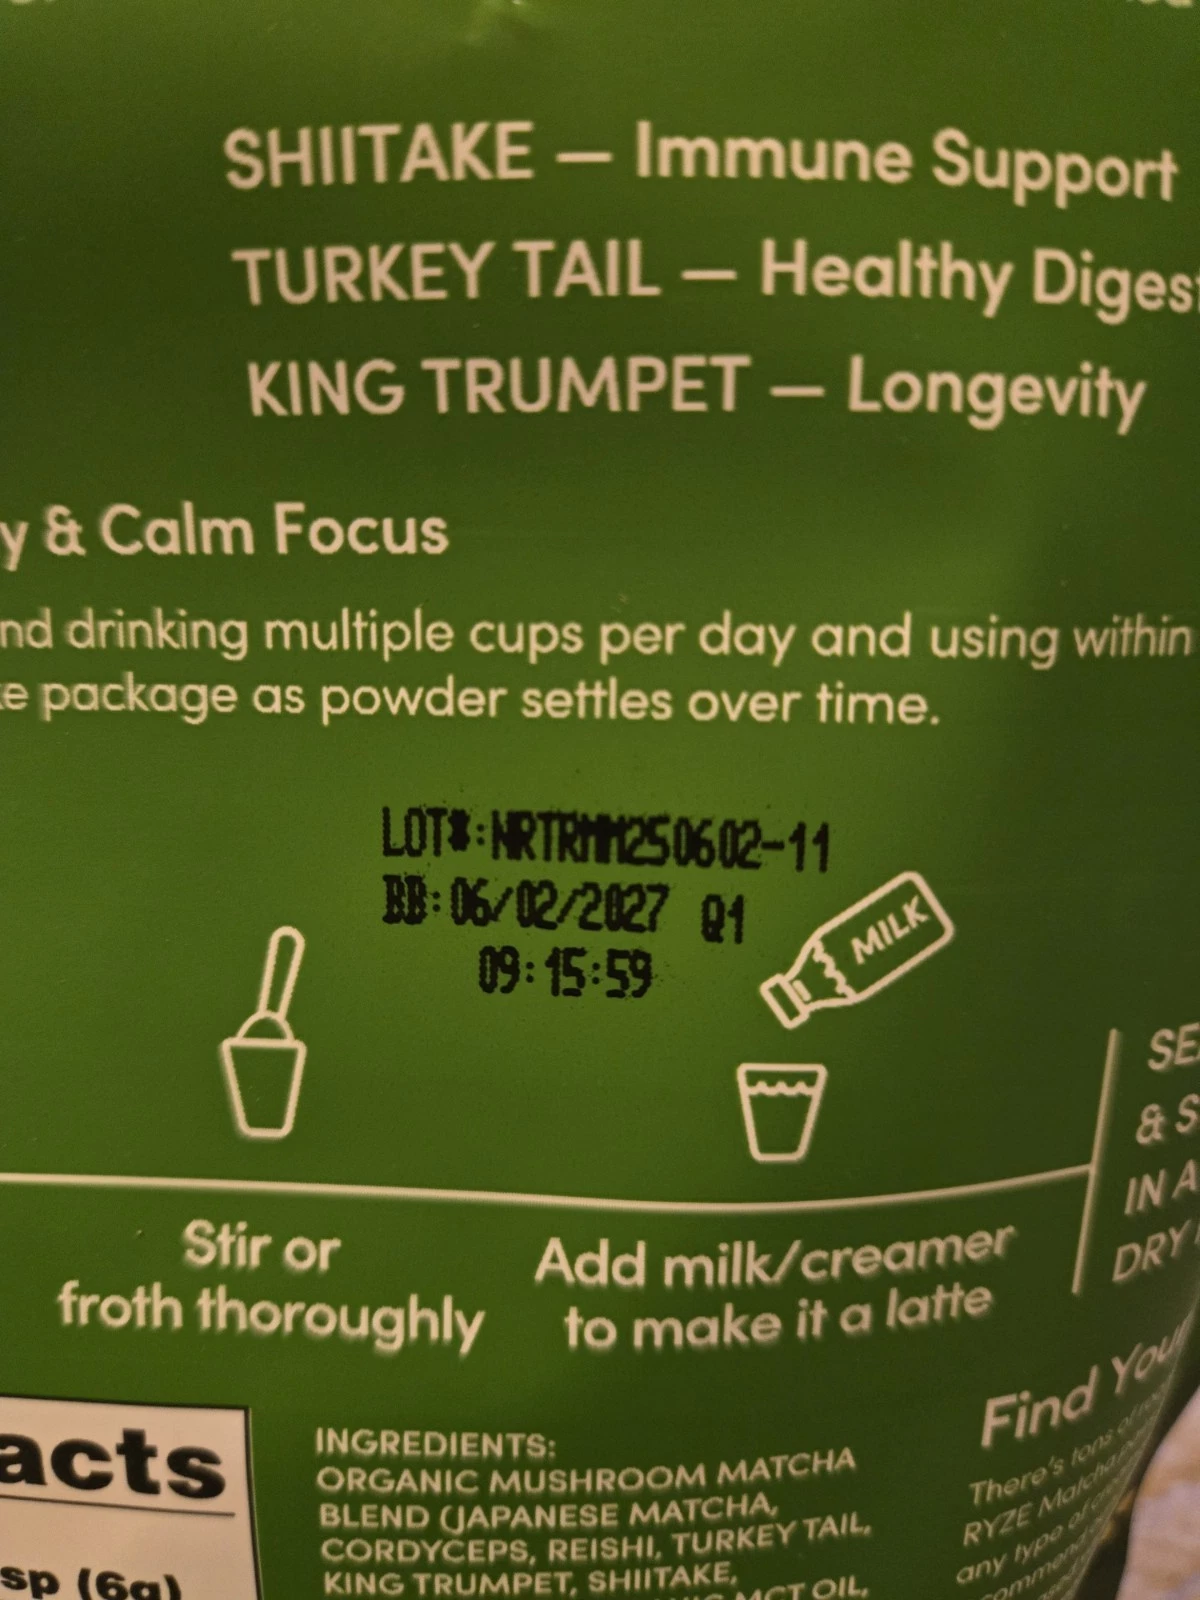 SHIITAKE — Immune Support
TURKEY TAIL — Healthy Digest
KING TRUMPET — Longevity
y & Calm Focus
nd drinking multiple cups per day and using within
e package as powder settles over time.
LOT#:NRTRMM250602-11
BB:06/02/2027 Q1
09:15:59
MILK
Stir or
froth thoroughly
Add milk/creamer
to make it a latte
SE
& S
IN A
DRY
acts
sp (6g)
INGREDIENTS:
ORGANIC MUSHROOM MATCHA
BLEND (JAPANESE MATCHA,
CORDYCEPS, REISHI, TURKEY TAIL,
KING TRUMPET, SHIITAKE,
MCT OIL,
Find Your
There's tons of
RYZE Matcha
any type of